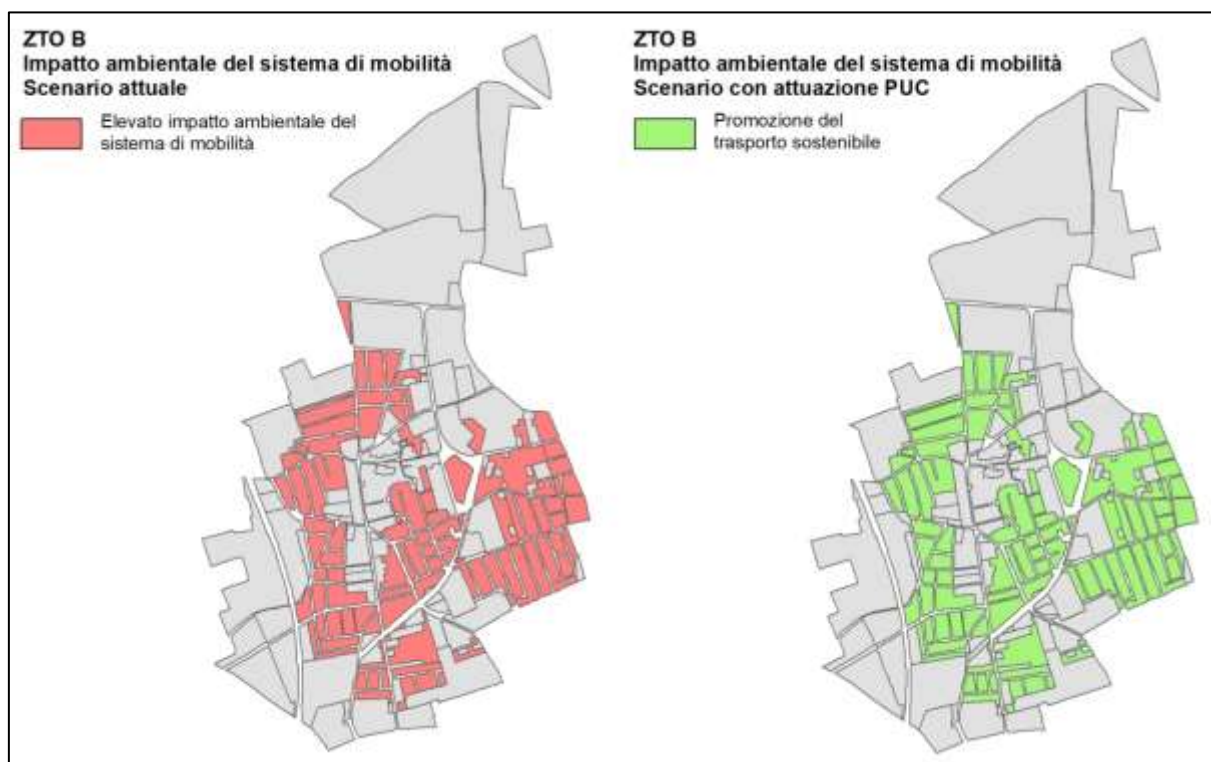 ZTO B
Impatto ambientale del sistema di mobilità
Scenario attuale
Elevato impatto ambientale del
sistema di mobilità
ZTO B
Impatto ambientale del sistema di mobilità
Scenario con attuazione PUC
Promozione del
trasporto sostenibile